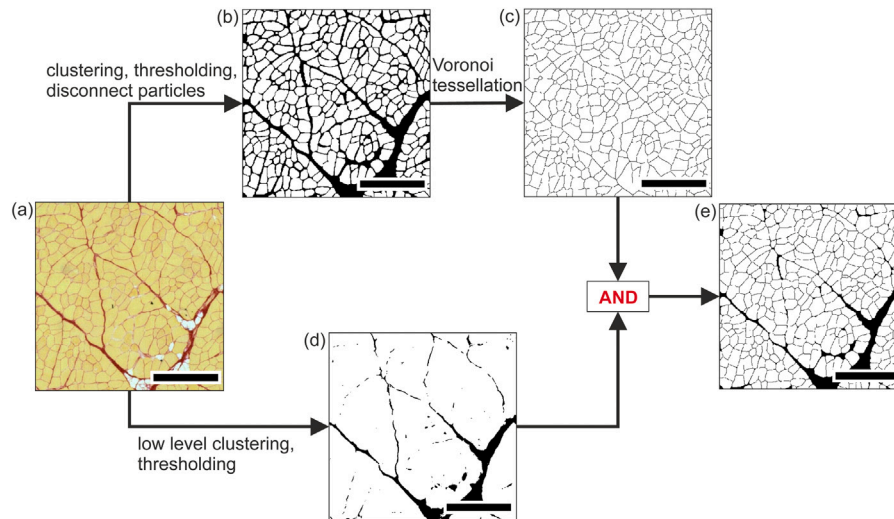 (b)
(c)
clustering, thresholding,
disconnect particles
Voronoi
tessellation
(a)
(e)
AND
(d)
low level clustering,
thresholding